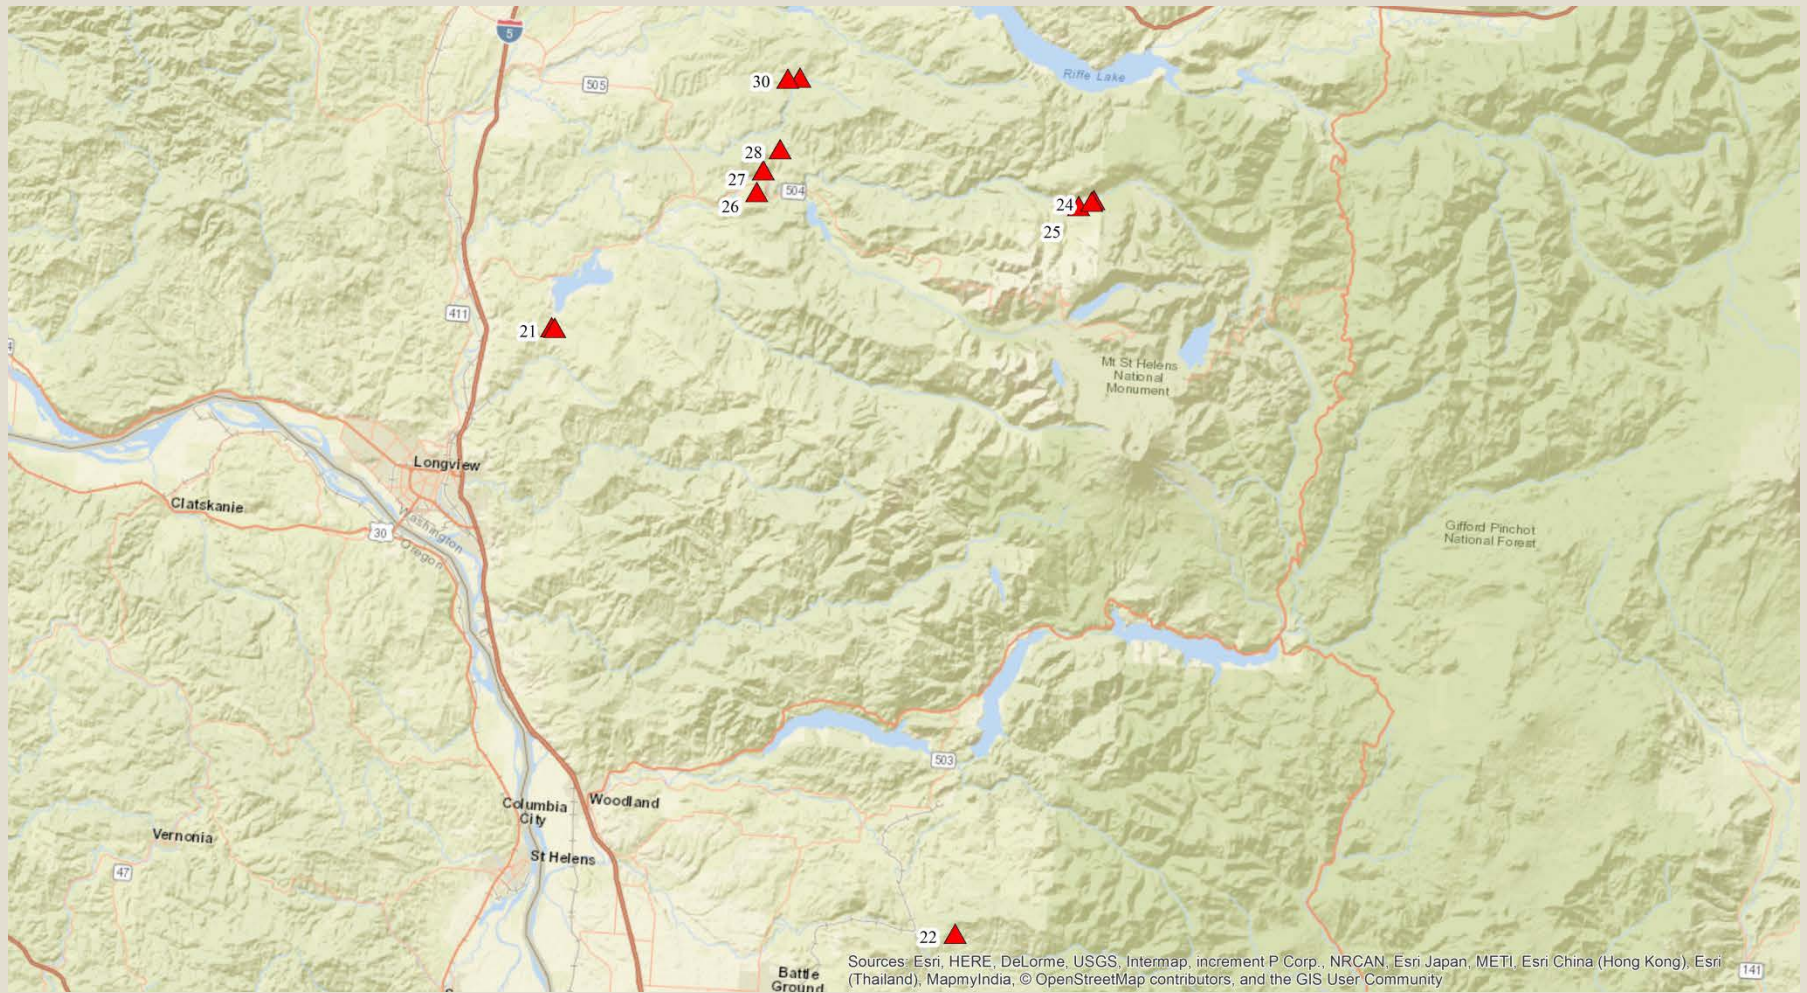 5
505
30
Riffe Lake
28
27
504
26
24
25
411
21
4
Mt St Helens
National
Monument
Longview
Clatskanie
30
Washington
Oregon
Gifford Pinchot
National Forest
503
Columbia
City
Woodland
Vernonia
St Helens
47
22
Battle
Ground
141
Sources: Esri, HERE, DeLorme, USGS, Intermap, increment P Corp., NRCAN, Esri Japan, METI, Esri China (Hong Kong), Esri
(Thailand), MapmyIndia, © OpenStreetMap contributors, and the GIS User Community